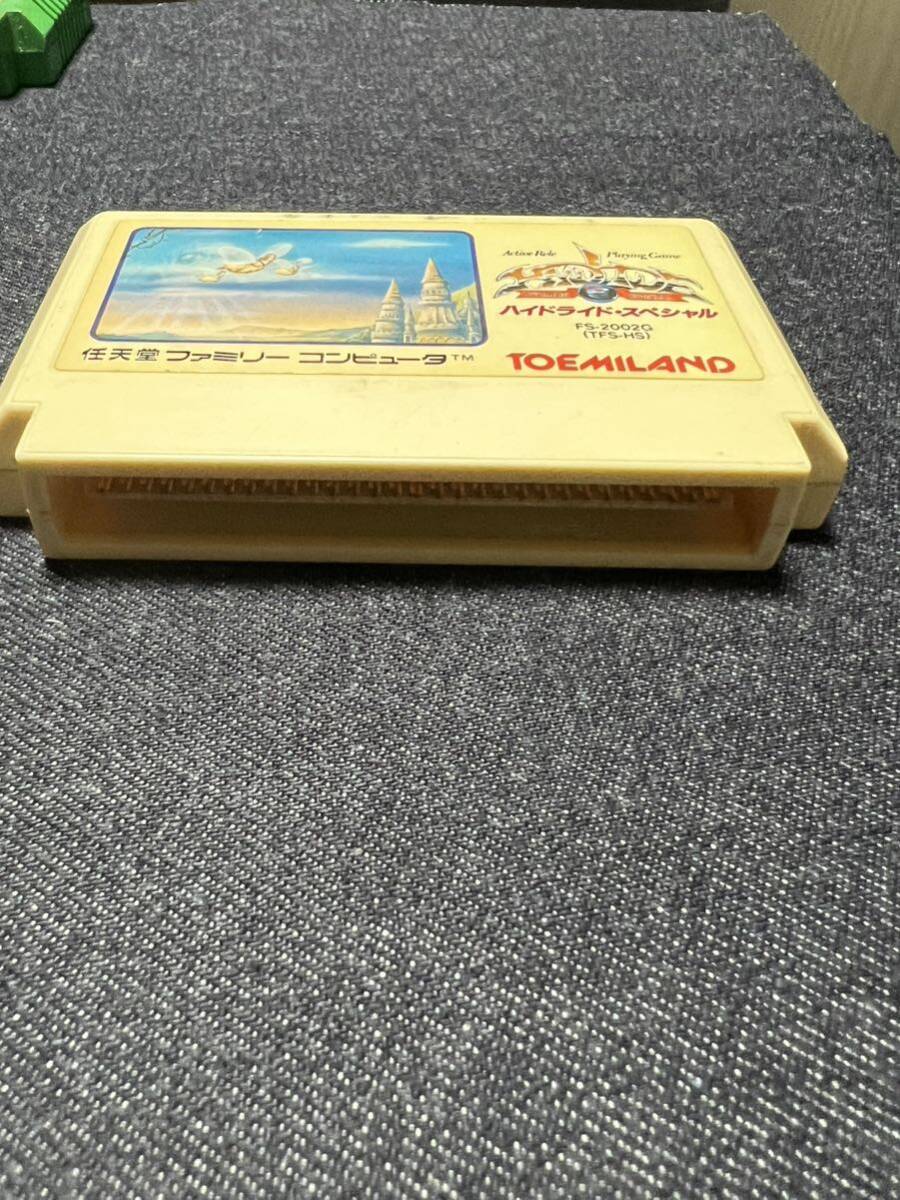 Active Role Playing Game
ハイドライド・スペシャル
FS-2002G
(TFS-HS)
任天堂 ファミリー コンピュータ™
TOEMILAND